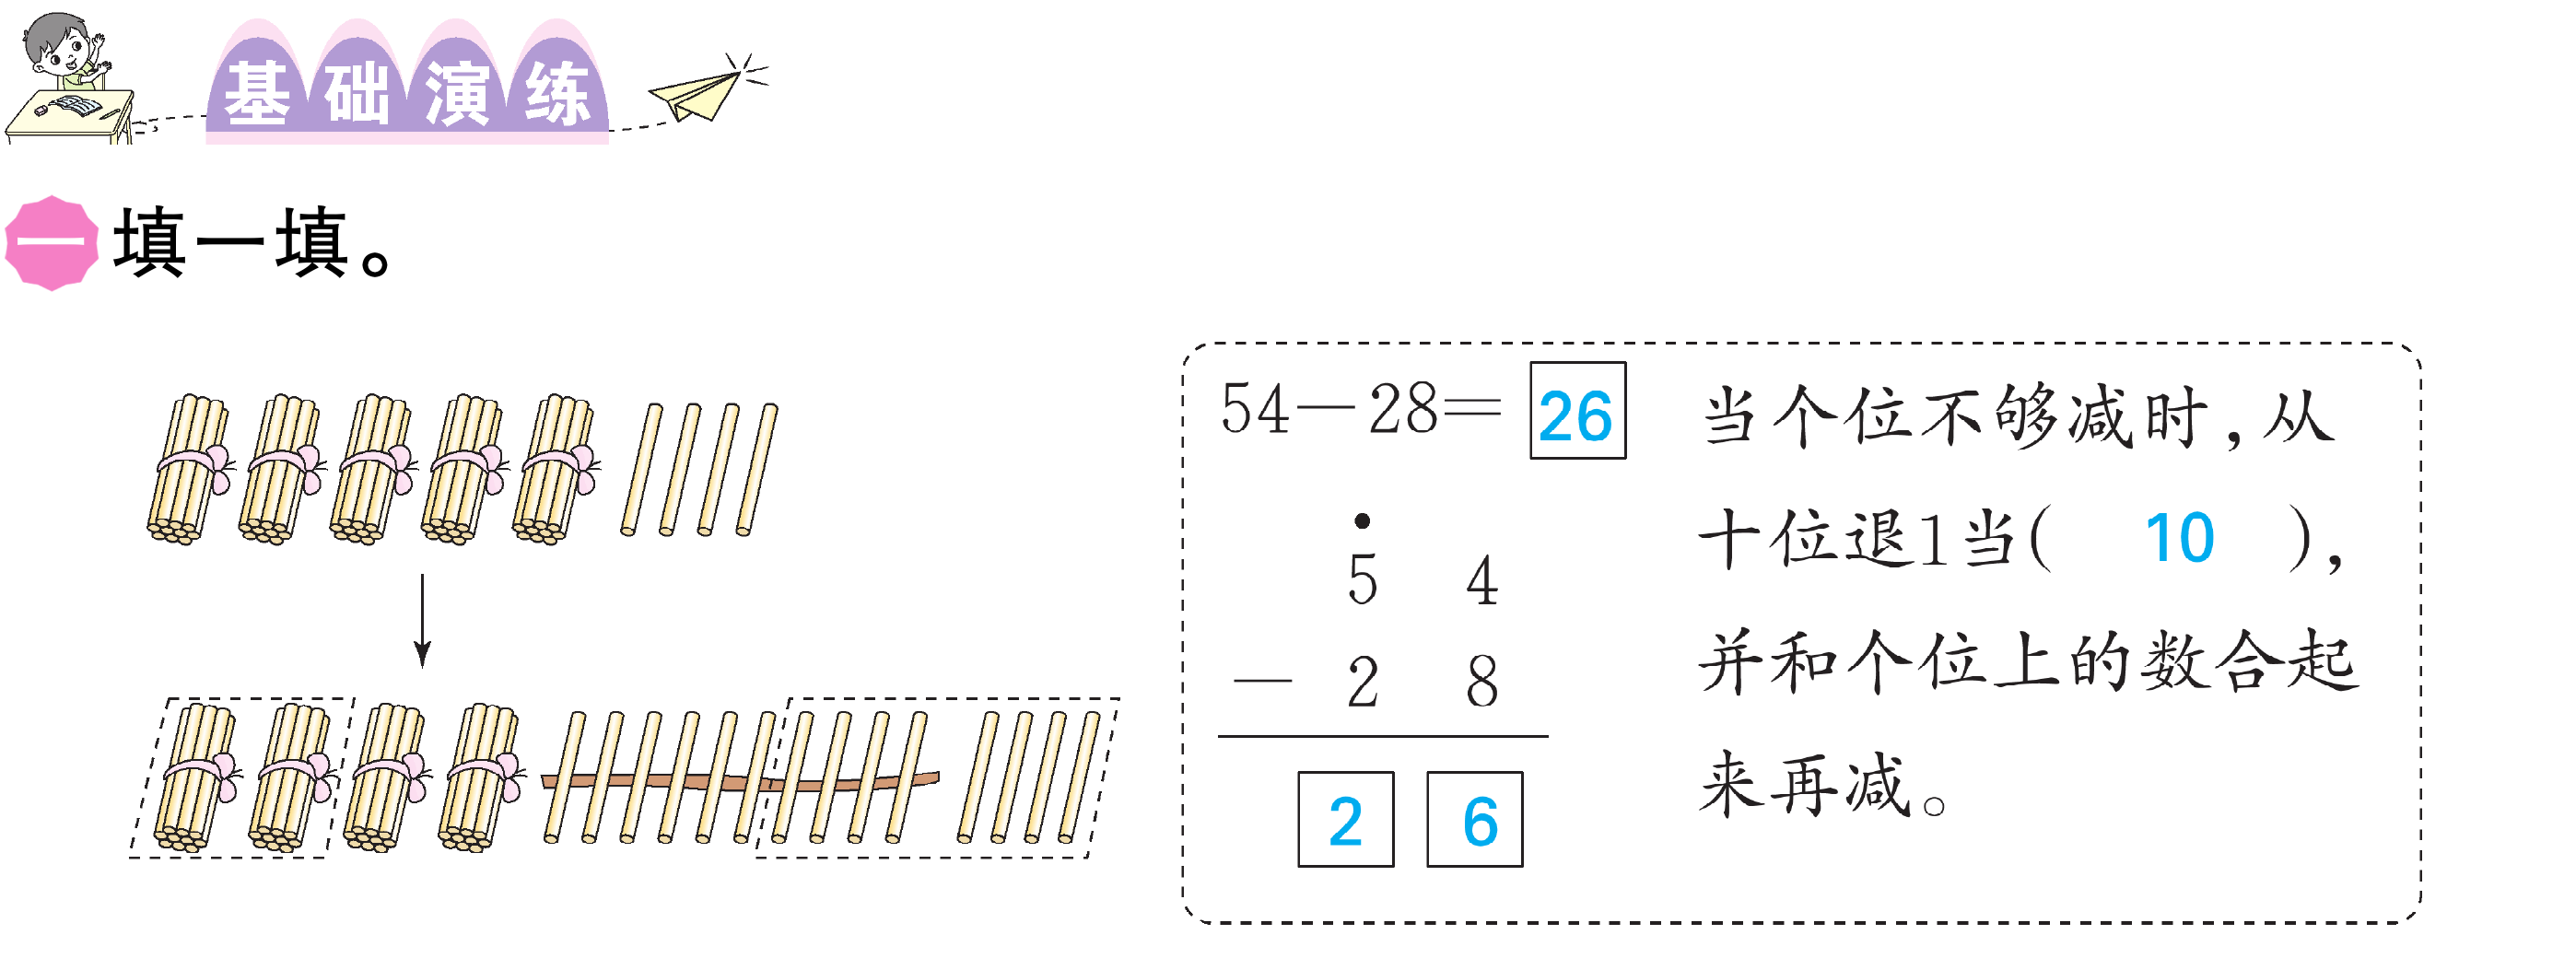 基础演练
一 填一填。
54－28＝ 26
5 4
－ 2 8
2 6
当个位不够减时,从
十位退1当( 10 ),
并和个位上的数合起
来再减。